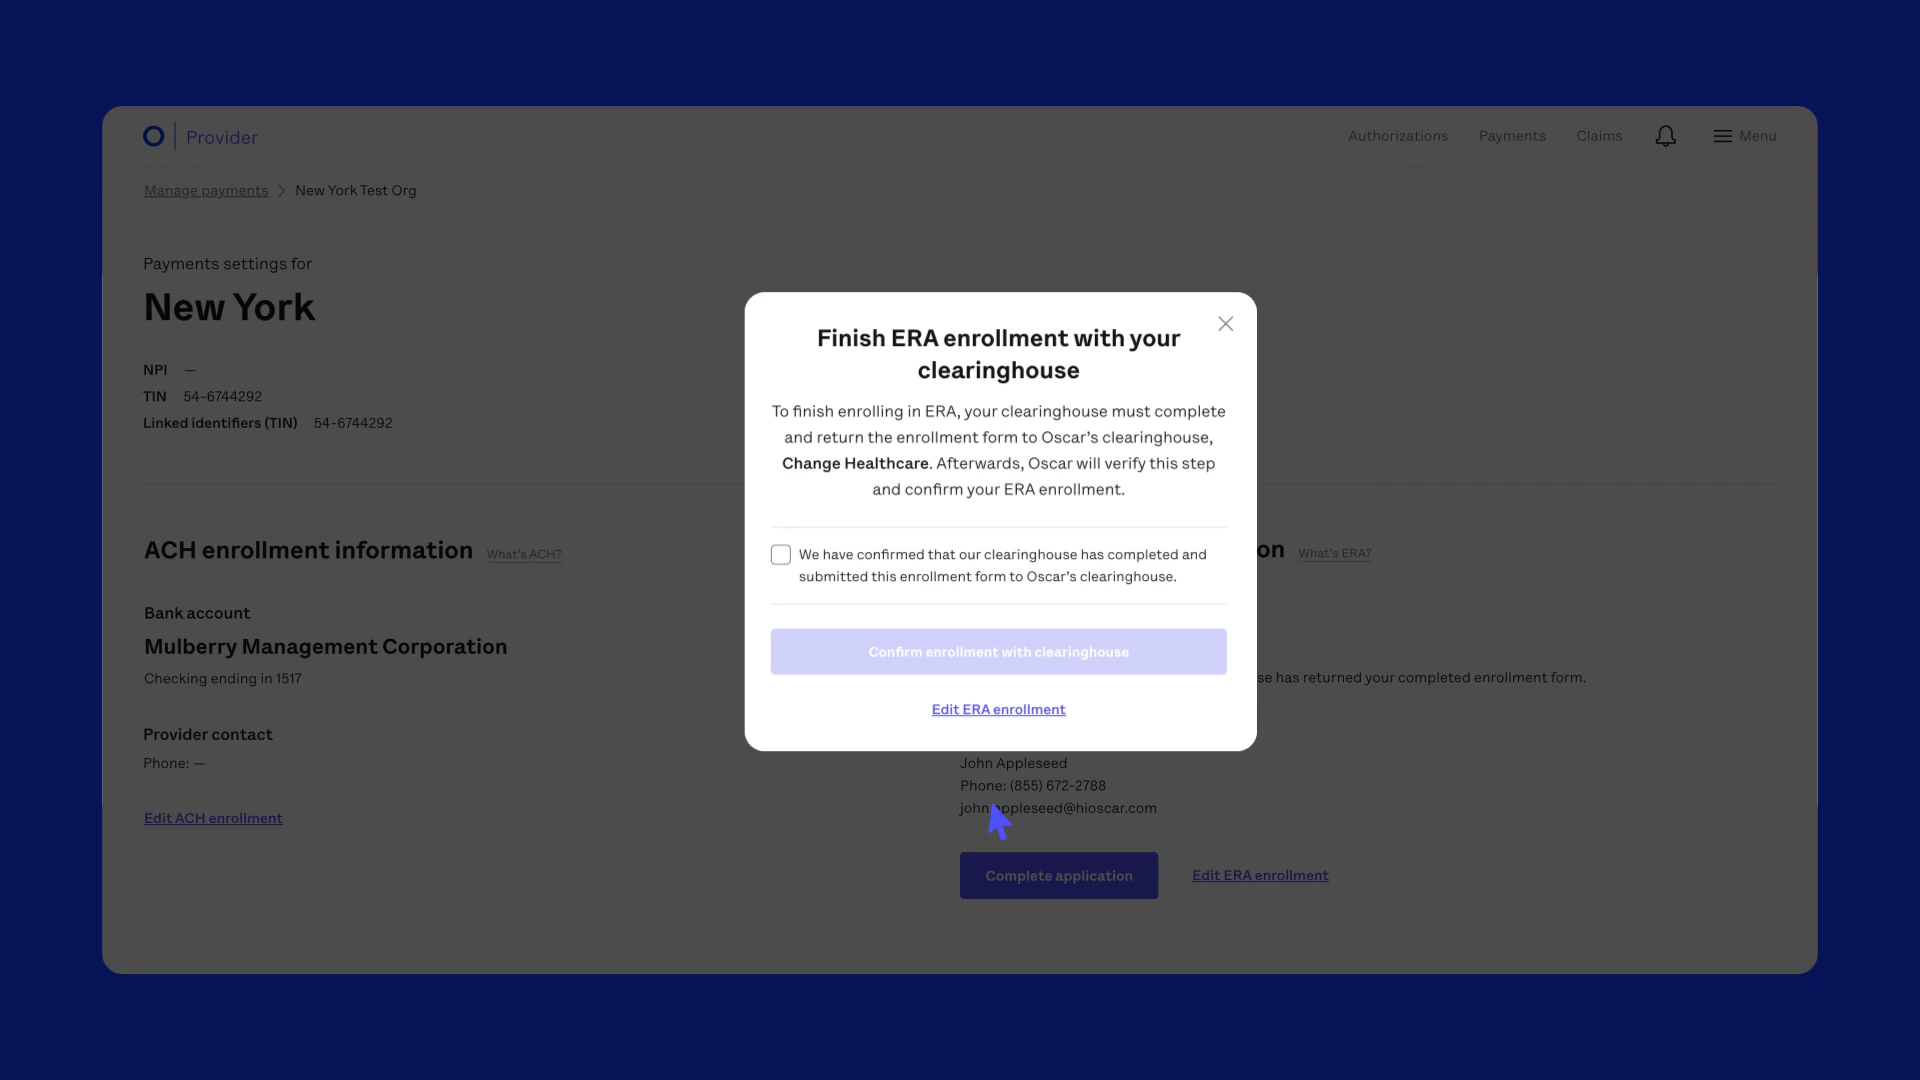 Provider
Authorizations
Payments
Claims
Menu
Manage payments
New York Test Org
Payments settings for
New York
NPI —
TIN 54-6744292
Linked identifiers (TIN) 54-6744292
ACH enrollment information What's ACH?
Bank account
Mulberry Management Corporation
Checking ending in 1517
Provider contact
Phone: —
Edit ACH enrollment
Finish ERA enrollment with your
clearinghouse
To finish enrolling in ERA, your clearinghouse must complete
and return the enrollment form to Oscar’s clearinghouse,
Change Healthcare. Afterwards, Oscar will verify this step
and confirm your ERA enrollment.
We have confirmed that our clearinghouse has completed and
submitted this enrollment form to Oscar’s clearinghouse.
Confirm enrollment with clearinghouse
Edit ERA enrollment
on What's ERA?
se has returned your completed enrollment form.
John Appleseed
Phone: (855) 672-2788
john.appleseed@hioscar.com
Complete application
Edit ERA enrollment